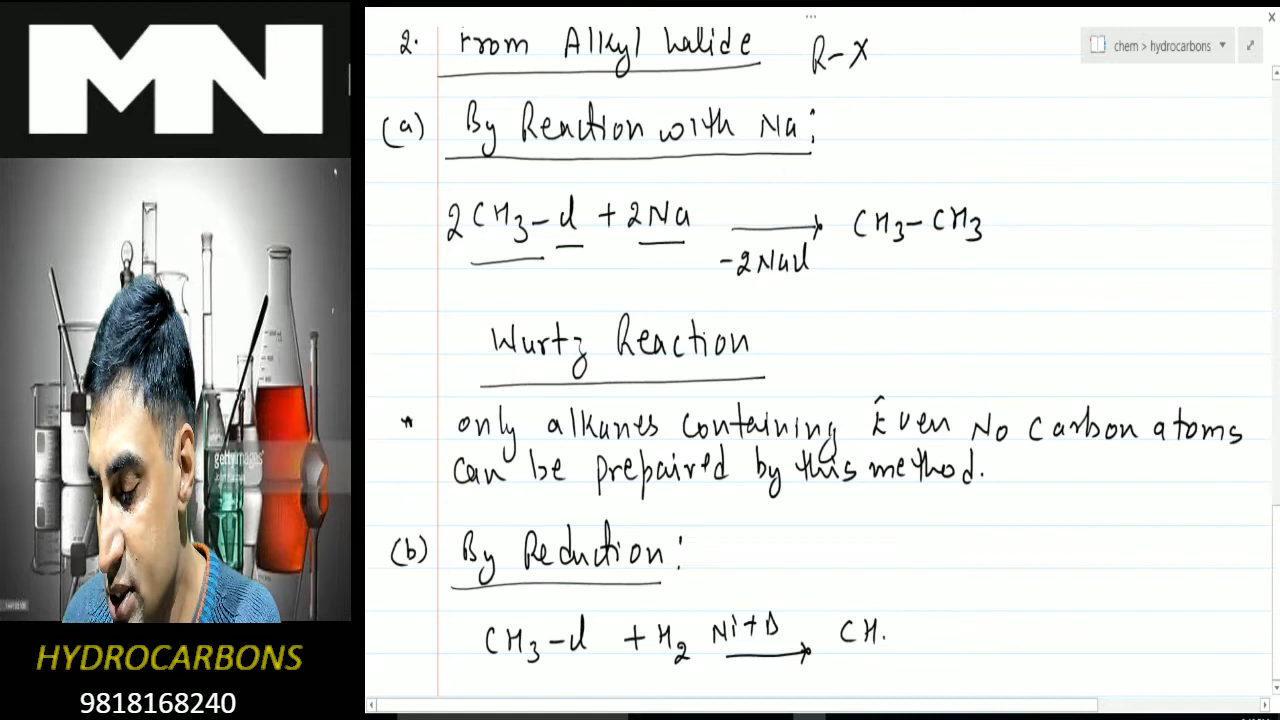 MN
gettyimages
HYDROCARBONS
9818168240
chem > hydrocarbons
2. From Alkyl halide R-X
(a) By Reaction with Na:
2CH3-Cl + 2Na → CH3-CH3
-2NaCl
Wurtz Reaction
* only alkanes containing Even No Carbon atoms
can be prepaired by this method.
(b) By Reduction:
CH3-Cl + H2 Ni+Δ → CH.